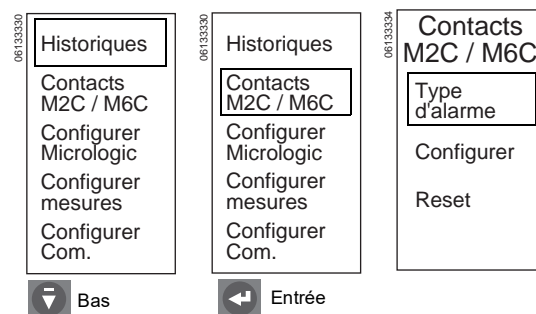 06133330
Historiques
Contacts
M2C / M6C
Configurer
Micrologic
Configurer
mesures
Configurer
Com.
Bas
06133330
Historiques
Contacts
M2C / M6C
Configurer
Micrologic
Configurer
mesures
Configurer
Com.
Entrée
06133334
Contacts
M2C / M6C
Type
d'alarme
Configurer
Reset